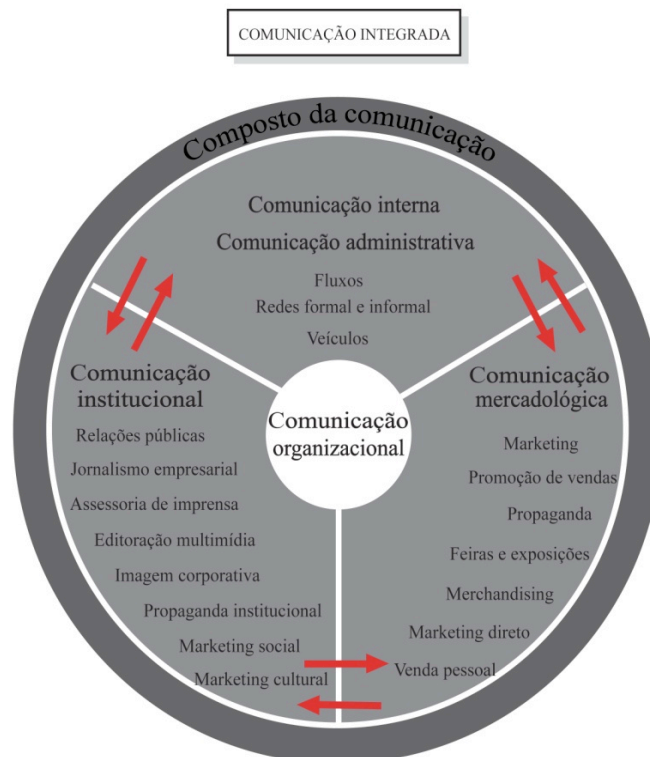 COMUNICAÇÃO INTEGRADA
Composto da comunicação
Comunicação interna
Comunicação administrativa
Fluxos
Redes formal e informal
Veículos
Comunicação
institucional
Relações públicas
Jornalismo empresarial
Assessoria de imprensa
Editoração multimídia
Imagem corporativa
Propaganda institucional
Marketing social
Marketing cultural
Comunicação
organizacional
Comunicação
mercadológica
Marketing
Promoção de vendas
Propaganda
Feiras e exposições
Merchandising
Marketing direto
Venda pessoal